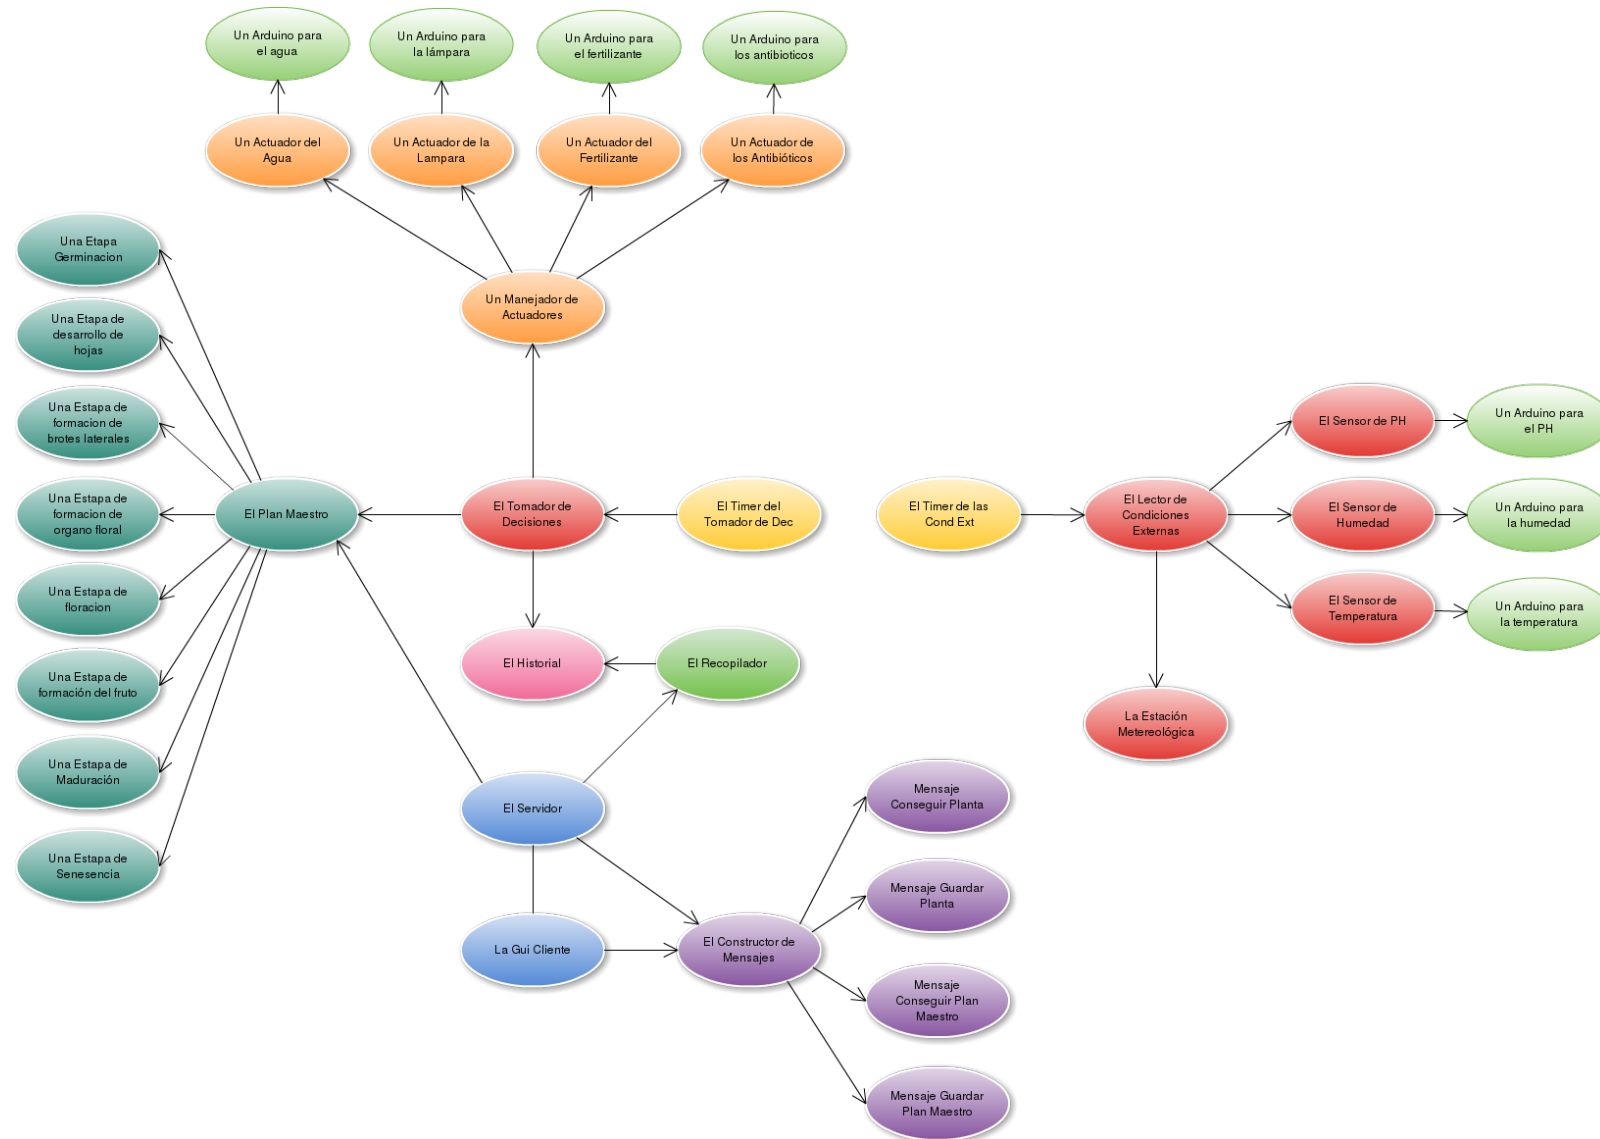 Un Arduino para
el agua
Un Arduino para
la lámpara
Un Arduino para
el fertilizante
Un Arduino para
los antibioticos
Un Actuador del
Agua
Un Actuador de la
Lampara
Un Actuador del
Fertilizante
Un Actuador de
los Antibióticos
Una Etapa
Germinacion
Un Manejador de
Actuadores
Una Etapa de
desarrollo de
hojas
Una Estapa de
formacion de
brotes laterales
El Sensor de PH
Un Arduino para
el PH
Una Estapa de
formacion de
organo floral
El Plan Maestro
El Tomador de
Decisiones
El Timer del
Tomador de Dec
El Timer de las
Cond Ext
El Lector de
Condiciones
Externas
El Sensor de
Humedad
Un Arduino para
la humedad
Una Estapa de
floracion
El Sensor de
Temperatura
Un Arduino para
la temperatura
Una Estapa de
formación del fruto
El Historial
El Recopilador
La Estación
Metereológica
Una Estapa de
Maduración
El Servidor
Mensaje
Conseguir Planta
Una Estapa de
Senesencia
Mensaje Guardar
Planta
La Gui Cliente
El Constructor de
Mensajes
Mensaje
Conseguir Plan
Maestro
Mensaje Guardar
Plan Maestro